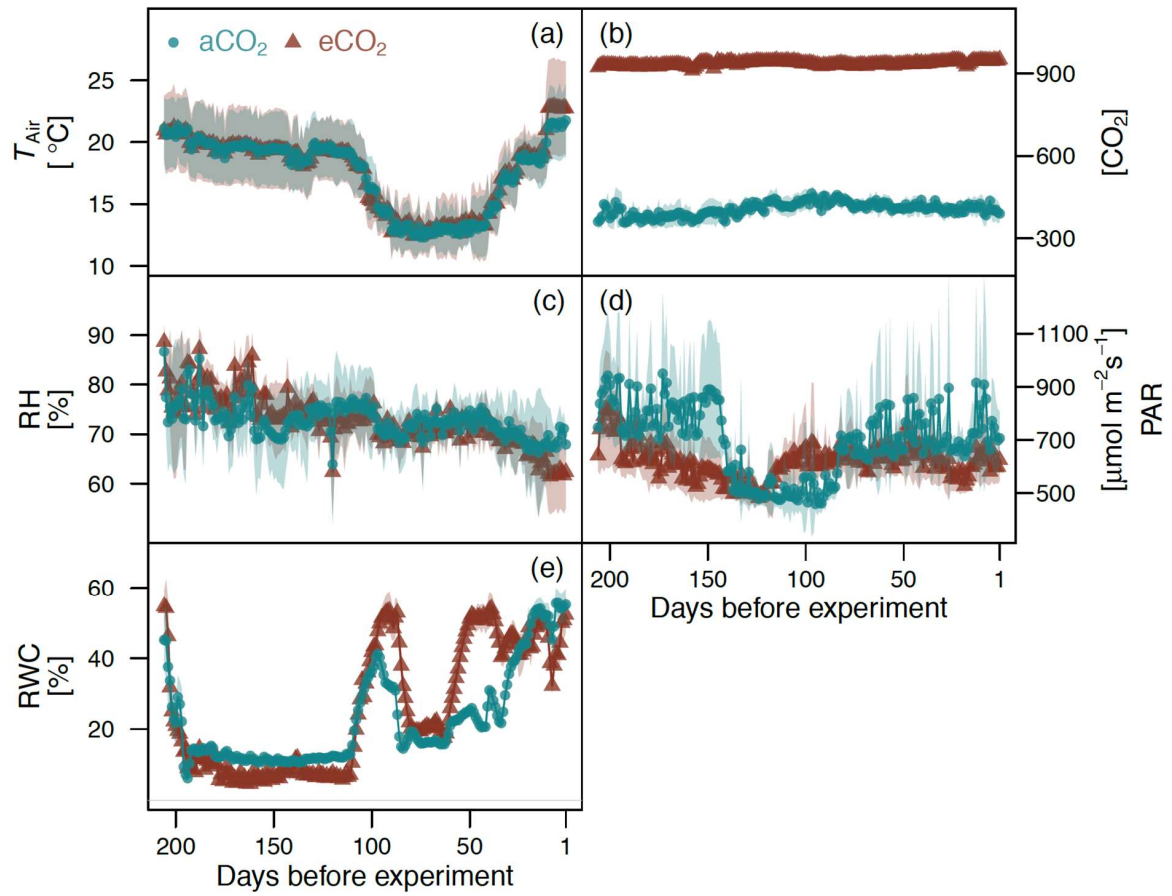 aCO₂ eCO₂ (a)
25
20
15
10
T Air
[ °C]
(b)
900
600
300
[CO₂]
(c)
90
80
70
60
RH
[%]
(d)
1100
900
700
500
PAR
[µmol m⁻²s⁻¹]
200 150 100 50 1
Days before experiment
(e)
60
40
20
RWC
[%]
200 150 100 50 1
Days before experiment